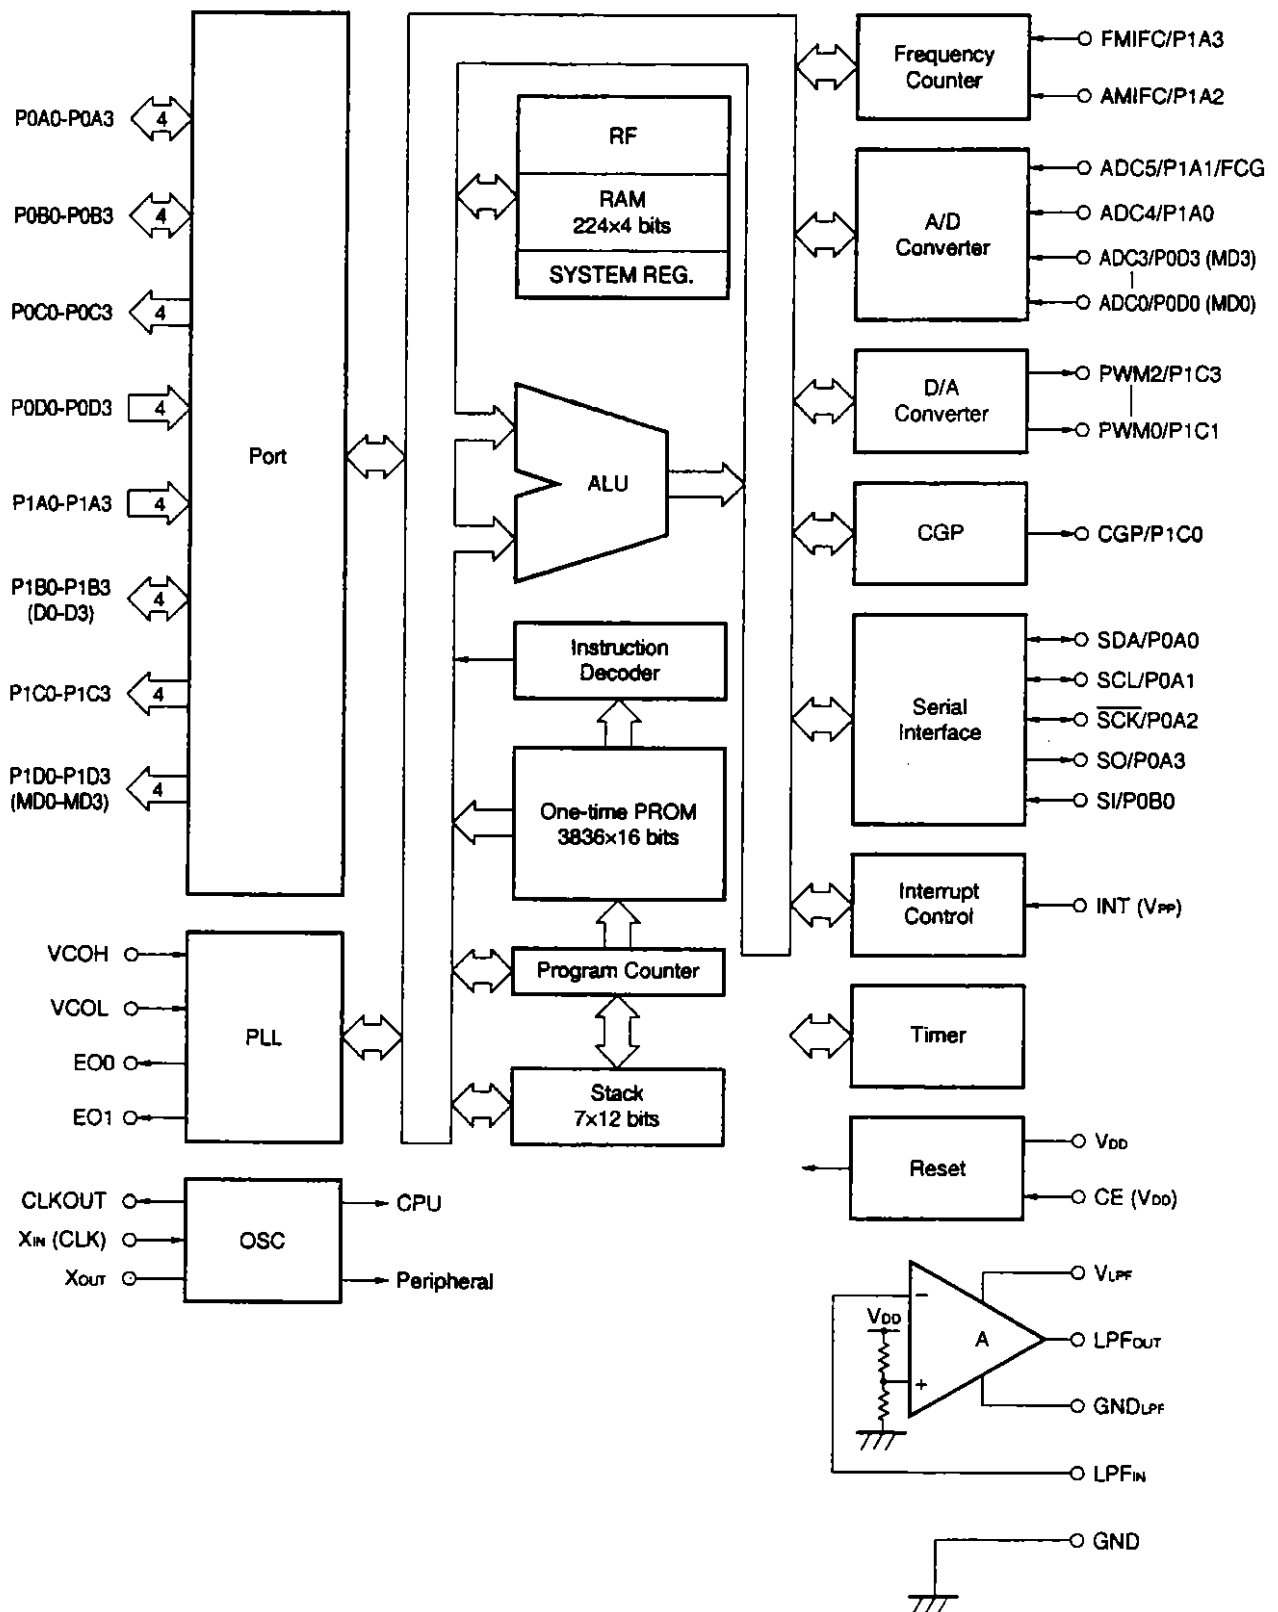 P0A0-P0A3
4
P0B0-P0B3
4
P0C0-P0C3
4
P0D0-P0D3
4
P1A0-P1A3
4
P1B0-P1B3
(D0-D3)
4
P1C0-P1C3
4
P1D0-P1D3
(MD0-MD3)
4
Port
VCOH
VCOL
EO0
EO1
PLL
CLKOUT
XIN (CLK)
XOUT
OSC
CPU
Peripheral
RF
RAM
224×4 bits
SYSTEM REG.
ALU
Instruction
Decoder
One-time PROM
3836×16 bits
Program Counter
Stack
7×12 bits
Frequency
Counter
FMIFC/P1A3
AMIFC/P1A2
A/D
Converter
ADC5/P1A1/FCG
ADC4/P1A0
ADC3/P0D3 (MD3)
ADC0/P0D0 (MD0)
D/A
Converter
PWM2/P1C3
PWM0/P1C1
CGP
CGP/P1C0
Serial
Interface
SDA/P0A0
SCL/P0A1
SCK/P0A2
SO/P0A3
SI/P0B0
Interrupt
Control
INT (VPP)
Timer
Reset
VDD
CE (VDD)
VDD
−
+
A
VLPF
LPFOUT
GNDLPF
LPFIN
GND